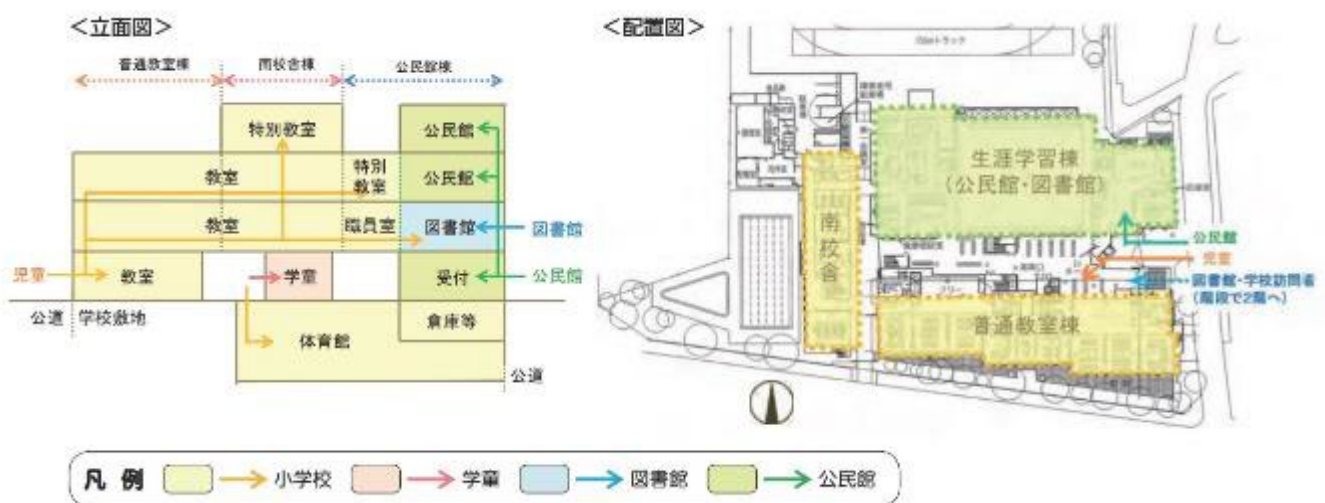 <立面図>
普通教室棟
南校舎棟
公民館棟
特別教室
公民館
教室
特別
教室
公民館
教室
職員室
図書館
図書館
児童
教室
学童
受付
公民館
公道
学校敷地
体育館
倉庫等
公道
<配置図>
生涯学習棟
(公民館・図書館)
南校舎
公民館
児童
図書館・学校訪問者
(階段で2階へ)
普通教室棟
凡 例
小学校
学童
図書館
公民館